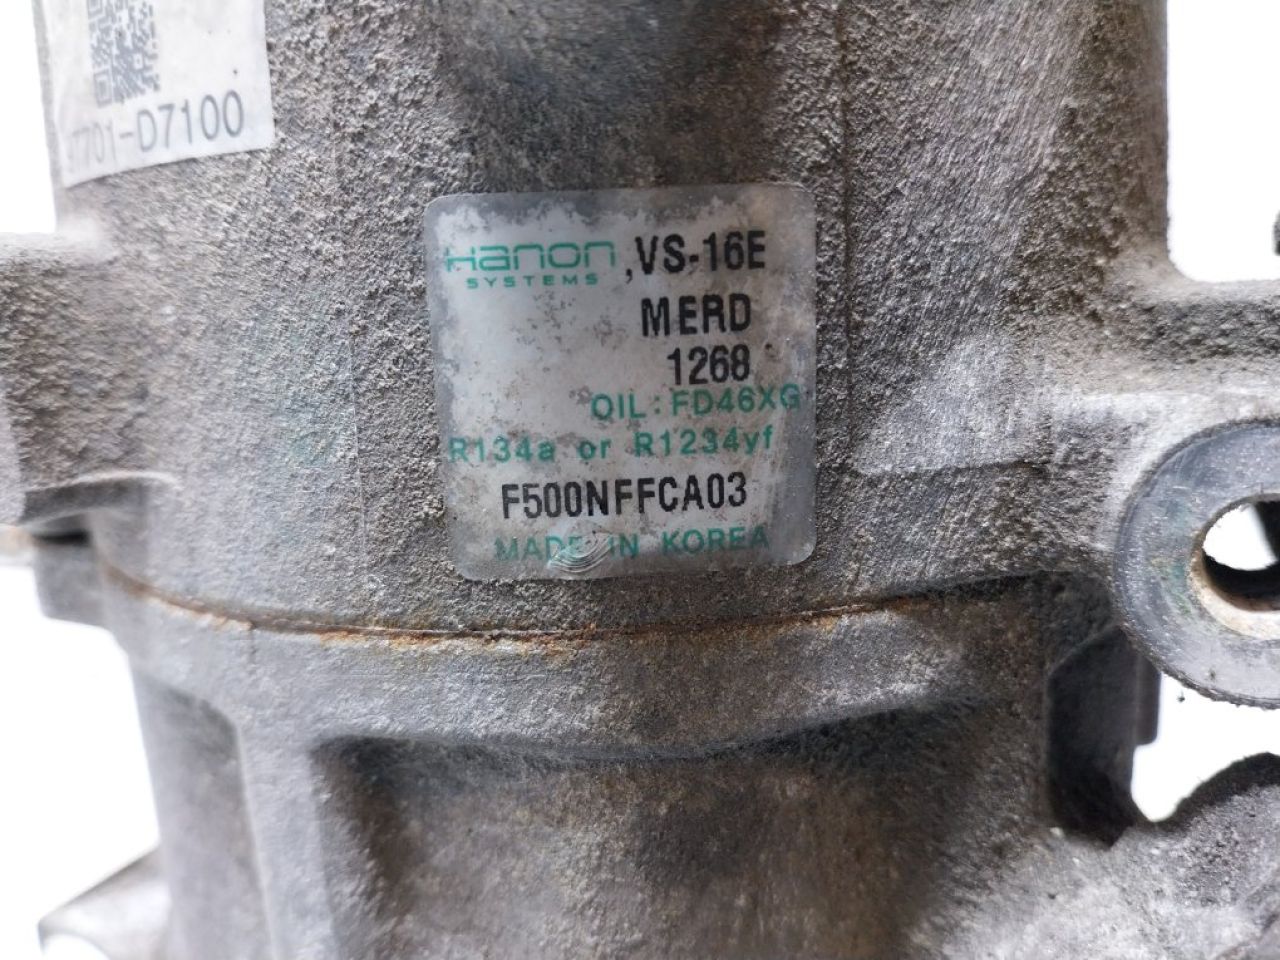 97701-D7100
Hanon ,VS-16E
SYSTEMS
MERD
1268
OIL:FD46XG
R134a or R1234yf
F500NFFCA03
MADE IN KOREA